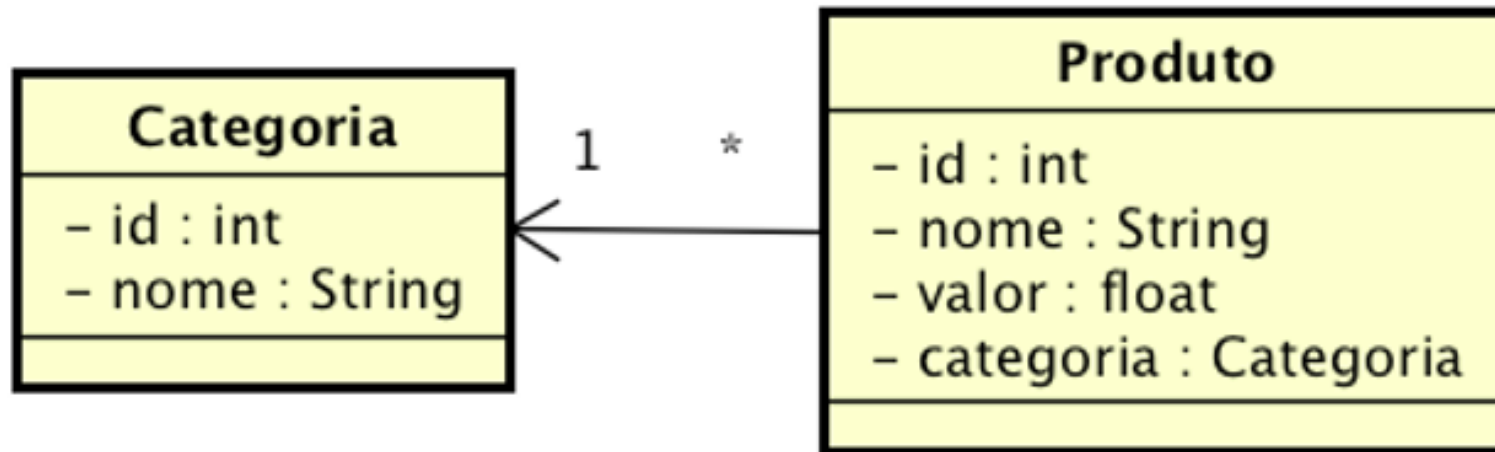 Categoria
– id : int
– nome : String
1
*
Produto
– id : int
– nome : String
– valor : float
– categoria : Categoria